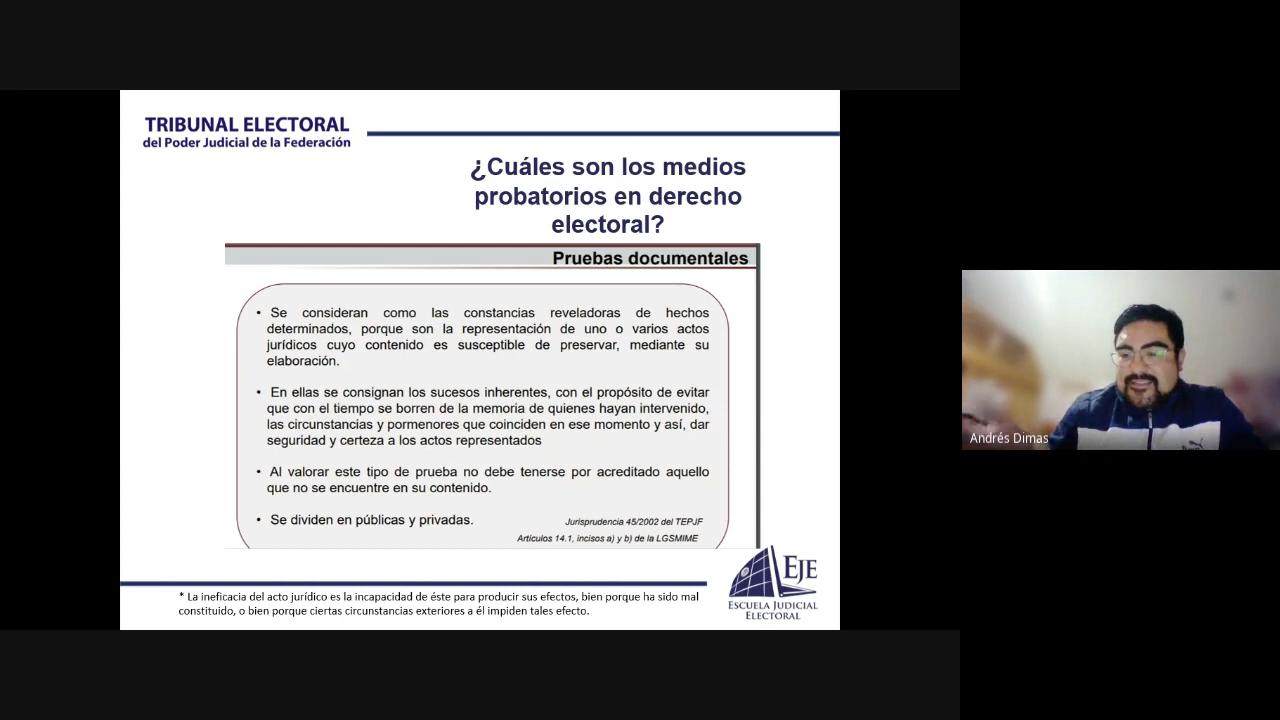 TRIBUNAL ELECTORAL
del Poder Judicial de la Federación
¿Cuáles son los medios
probatorios en derecho
electoral?
Pruebas documentales
• Se consideran como las constancias reveladoras de hechos
determinados, porque son la representación de uno o varios actos
jurídicos cuyo contenido es susceptible de preservar, mediante su
elaboración.
• En ellas se consignan los sucesos inherentes, con el propósito de evitar
que con el tiempo se borren de la memoria de quienes hayan intervenido,
las circunstancias y pormenores que coinciden en ese momento y así, dar
seguridad y certeza a los actos representados
• Al valorar este tipo de prueba no debe tenerse por acreditado aquello
que no se encuentre en su contenido.
• Se dividen en públicas y privadas.
Jurisprudencia 45/2002 del TEPJF
Artículos 14.1, incisos a) y b) de la LGSMIME
* La ineficacia del acto jurídico es la incapacidad de éste para producir sus efectos, bien porque ha sido mal
constituido, o bien porque ciertas circunstancias exteriores a él impiden tales efecto.
EJE
ESCUELA JUDICIAL
ELECTORAL
Andrés Dimas